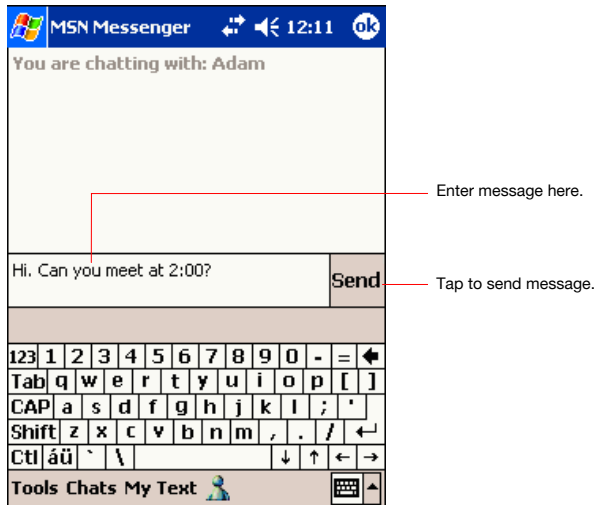 MSN Messenger 12:11 ok
You are chatting with: Adam
Enter message here.
Hi. Can you meet at 2:00?
Send
Tap to send message.
123 1 2 3 4 5 6 7 8 9 0 - = 🡄
Tab q w e r t y u i o p [ ]
CAP a s d f g h j k l ; '
Shift z x c v b n m , . / ↵
Ctl áü ` \ ↓ ↑ ← →
Tools Chats My Text